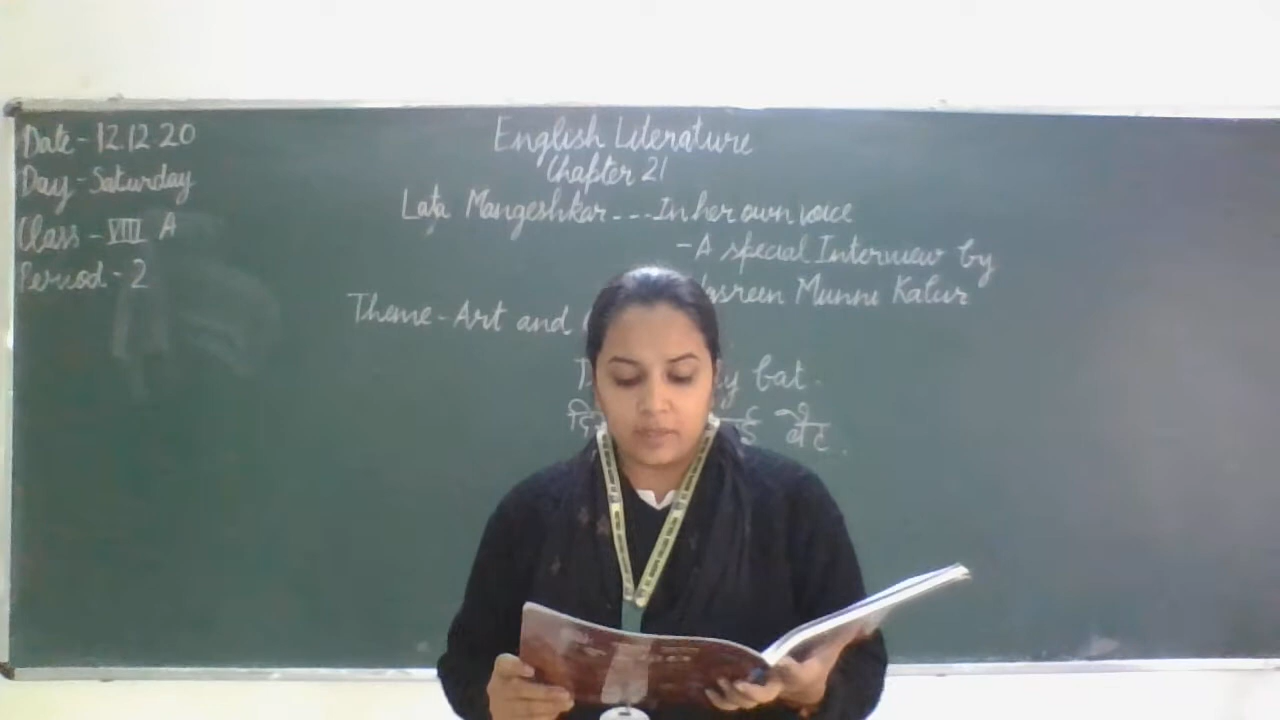 Date - 12.12.20
Day - Saturday
Class - VIII A
Period - 2
English Literature
Chapter 21
Lata Mangeshkar ---- In her own voice
- A special Interview by
Munni Kabir
Theme - Art and
bat.